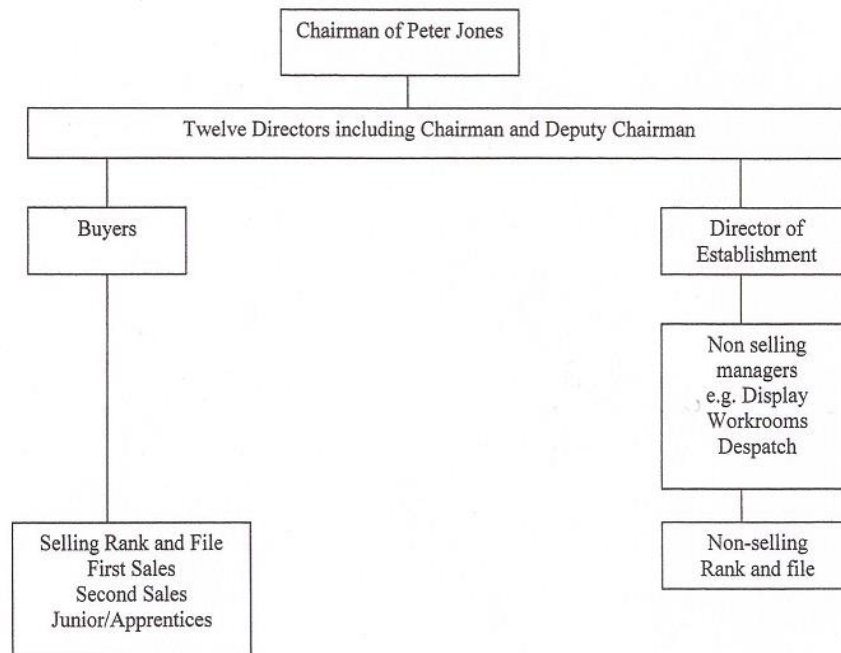 Chairman of Peter Jones
Twelve Directors including Chairman and Deputy Chairman
Buyers
Director of
Establishment
Non selling
managers
e.g. Display
Workrooms
Despatch
Selling Rank and File
First Sales
Second Sales
Junior/Apprentices
Non-selling
Rank and file